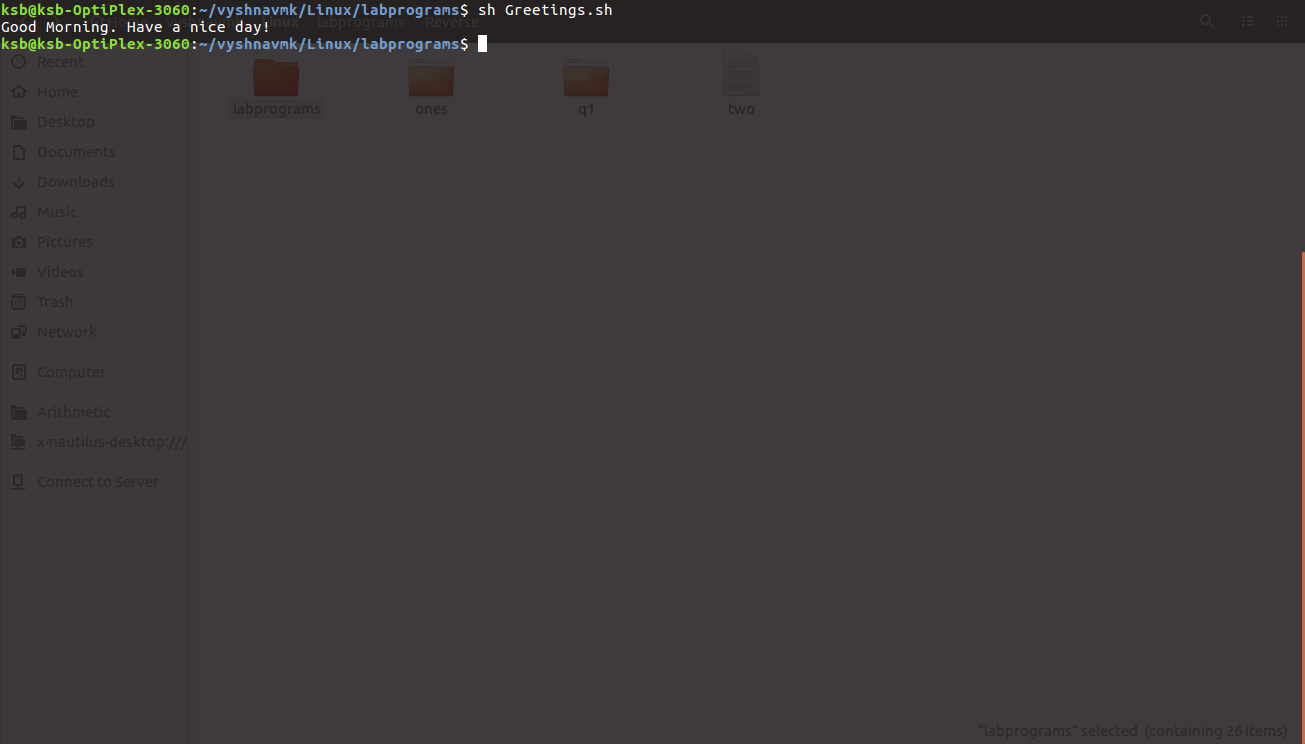 ksb@ksb-OptiPlex-3060:~/vyshnavmk/Linux/labprograms$ sh Greetings.sh
Good Morning. Have a nice day!
ksb@ksb-OptiPlex-3060:~/vyshnavmk/Linux/labprograms$
Home Linux labprograms Reverse
Recent
Home
Desktop
Documents
Downloads
Music
Pictures
Videos
Trash
Network
Computer
Arithmetic
x-nautilus-desktop:///
Connect to Server
labprograms ones q1 two
"labprograms" selected (containing 26 items)